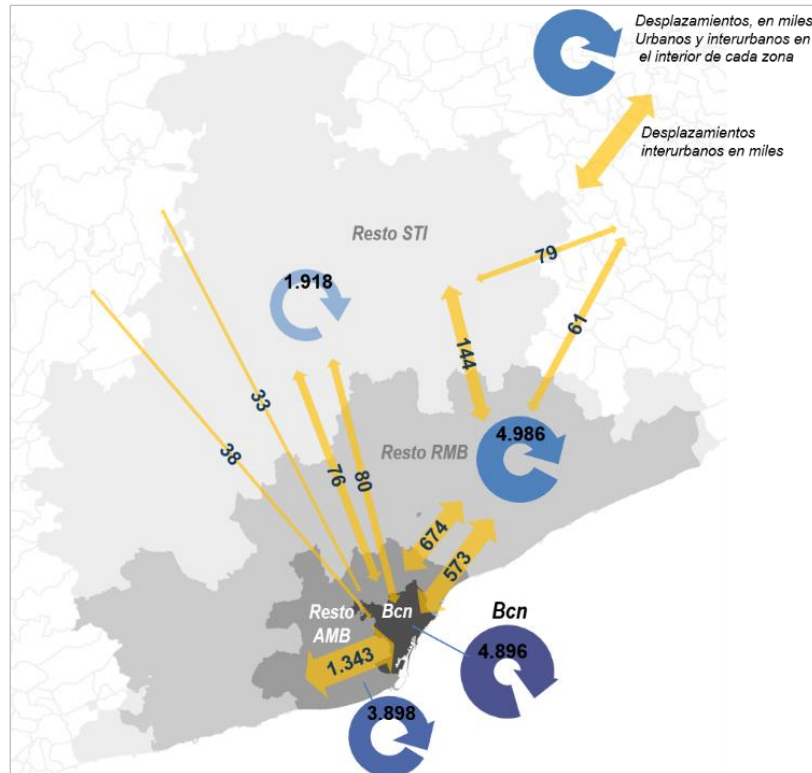 Desplazamientos, en miles
Urbanos y interurbanos en
el interior de cada zona
Desplazamientos
interurbanos en miles
Resto STI
79
1.918
61
144
33
4.986
38
Resto RMB
76
80
674
573
Resto
AMB
Bcn
Bcn
1.343
4.896
3.898